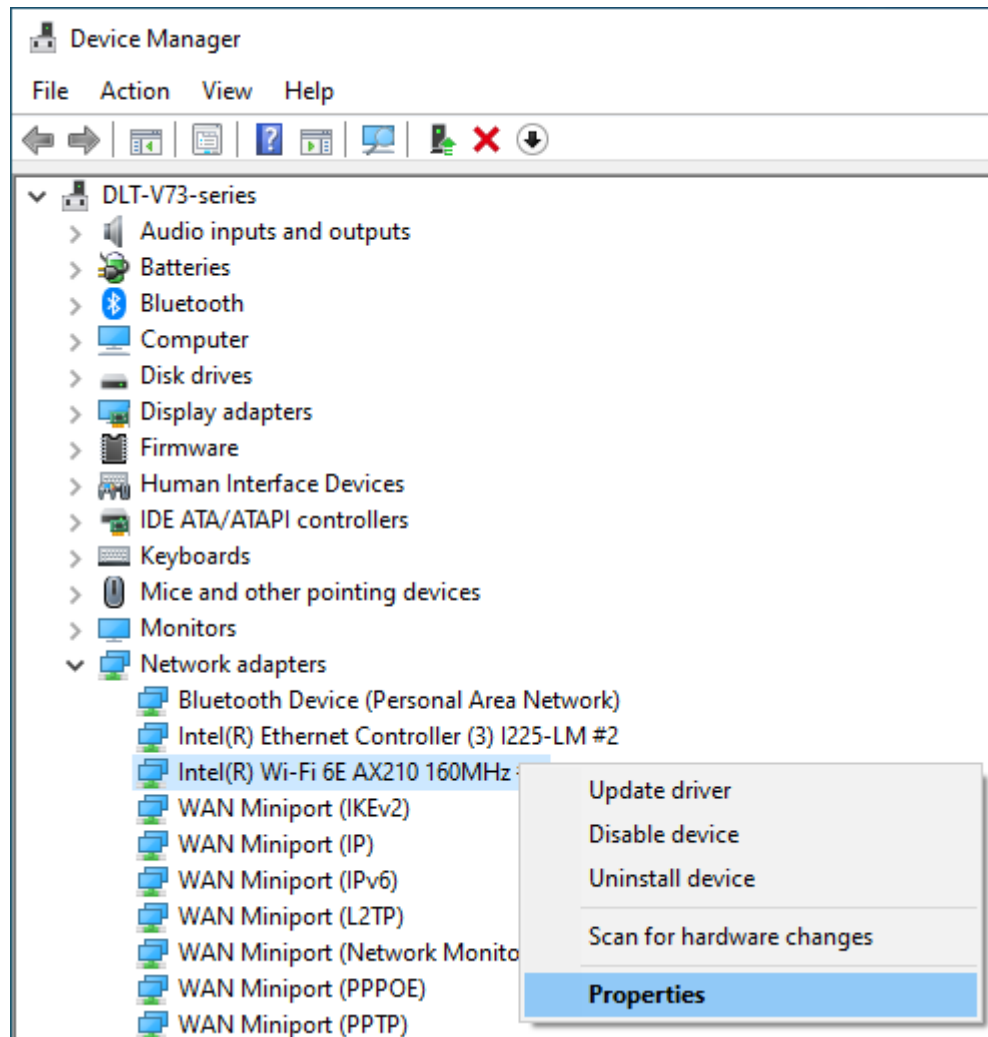 Device Manager
File Action View Help
DLT-V73-series
Audio inputs and outputs
Batteries
Bluetooth
Computer
Disk drives
Display adapters
Firmware
Human Interface Devices
IDE ATA/ATAPI controllers
Keyboards
Mice and other pointing devices
Monitors
Network adapters
Bluetooth Device (Personal Area Network)
Intel(R) Ethernet Controller (3) I225-LM #2
Intel(R) Wi-Fi 6E AX210 160MHz
WAN Miniport (IKEv2)
WAN Miniport (IP)
WAN Miniport (IPv6)
WAN Miniport (L2TP)
WAN Miniport (Network Monito
WAN Miniport (PPPOE)
WAN Miniport (PPTP)
Update driver
Disable device
Uninstall device
Scan for hardware changes
Properties